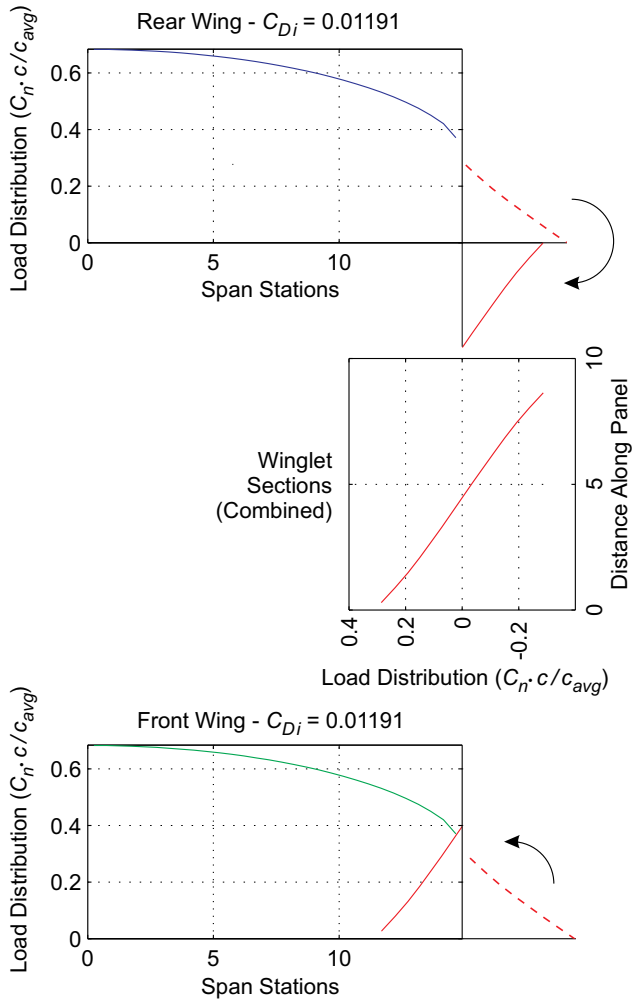 Rear Wing - C_Di = 0.01191
Load Distribution (C_n · c/c_avg)
0.6
0.4
0.2
0
0 5 10
Span Stations
Winglet
Sections
(Combined)
10
5
0
Distance Along Panel
0.4 0.2 0 -0.2
Load Distribution (C_n · c/c_avg)
Front Wing - C_Di = 0.01191
Load Distribution (C_n · c/c_avg)
0.6
0.4
0.2
0
0 5 10
Span Stations